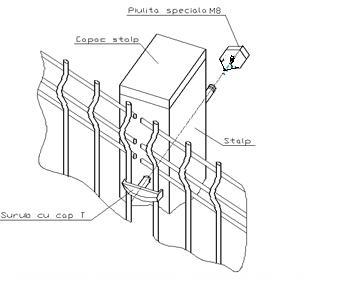 Piulita speciala M8
Capac stalp
Stalp
Surub cu cap T